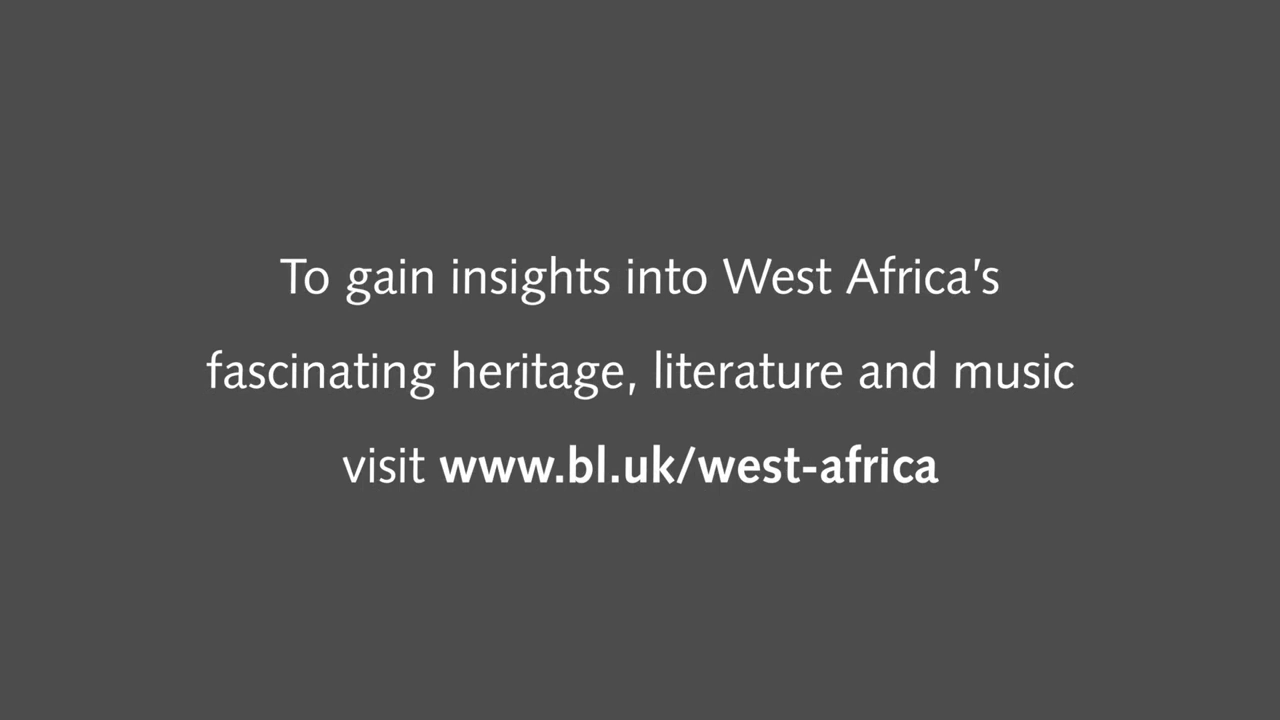 To gain insights into West Africa's
fascinating heritage, literature and music
visit www.bl.uk/west-africa